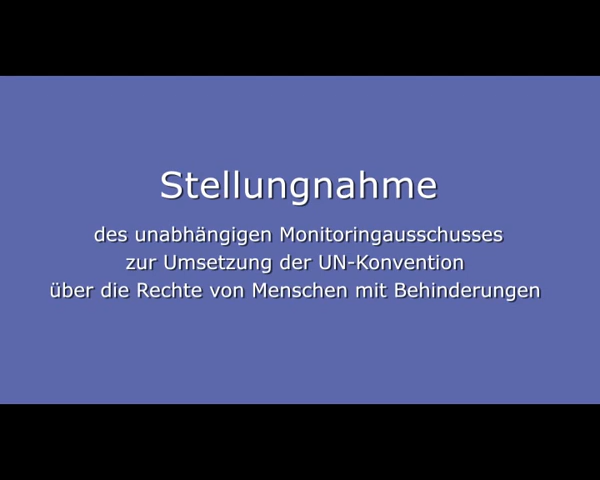 Stellungnahme
des unabhängigen Monitoringausschusses
zur Umsetzung der UN-Konvention
über die Rechte von Menschen mit Behinderungen